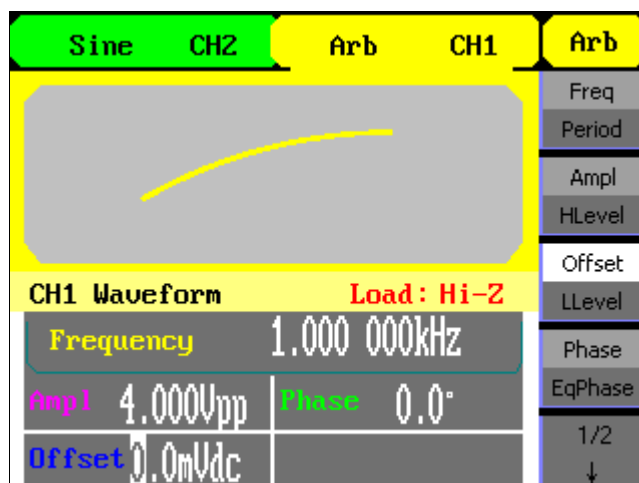 Sine CH2 Arb CH1 Arb
Freq
Period
Ampl
HLevel
Offset
LLevel
Phase
EqPhase
1/2
↓
CH1 Waveform Load: Hi-Z
Frequency 1.000 000kHz
Ampl 4.000Vpp Phase 0.0°
Offset 0.0mVdc